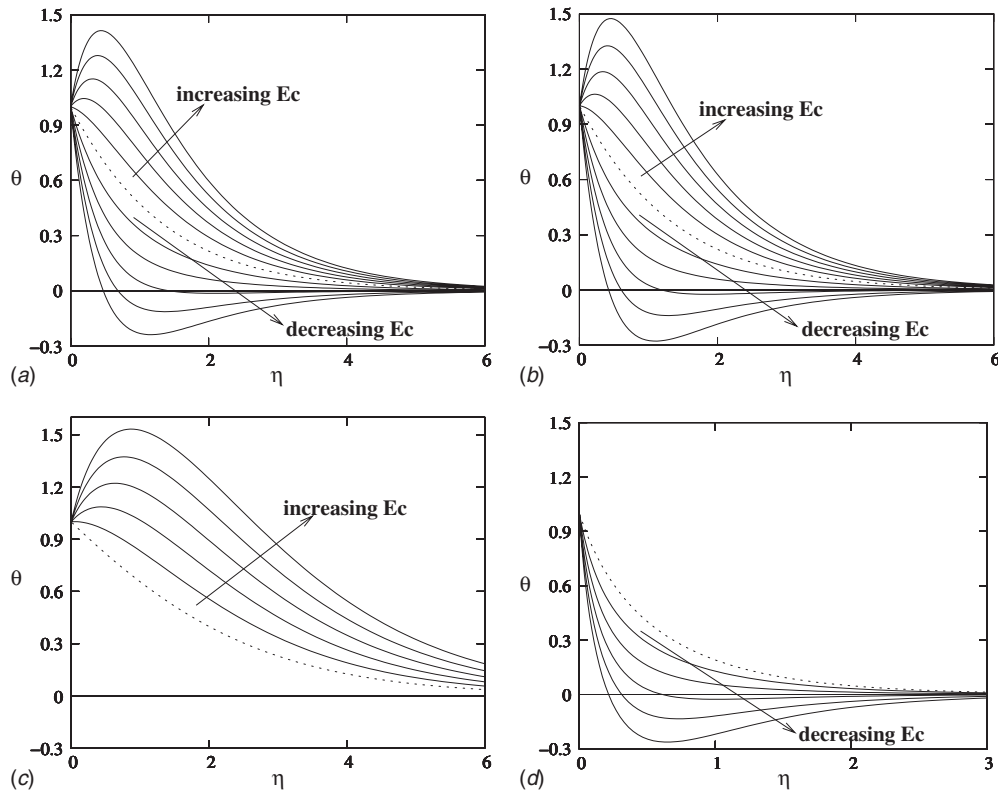 1.5
1.2
increasing Ec
0.9
θ
0.6
0.3
0
decreasing Ec
−0.3
0 2 4 6
(a)
η
1.5
1.2
increasing Ec
0.9
θ
0.6
0.3
0
decreasing Ec
−0.3
0 2 4 6
(b)
η
1.5
1.2
increasing Ec
0.9
θ
0.6
0.3
0
−0.3
0 2 4 6
(c)
η
1.5
1.2
0.9
θ
0.6
0.3
0
decreasing Ec
−0.3
0 1 2 3
(d)
η